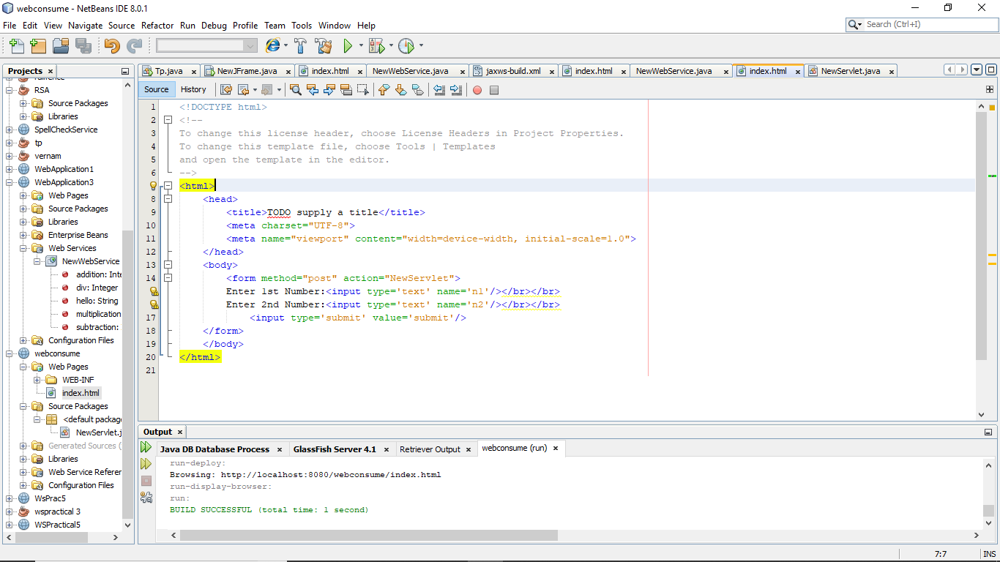 webconsume - NetBeans IDE 8.0.1
File Edit View Navigate Source Refactor Run Debug Profile Team Tools Window Help
Search (Ctrl+I)
Projects
RSA
Source Packages
Libraries
SpellCheckService
tp
vernam
WebApplication1
WebApplication3
Web Pages
Source Packages
Libraries
Enterprise Beans
Web Services
NewWebService
addition: Inte
div: Integer
hello: String
multiplication
subtraction:
Configuration Files
webconsume
Web Pages
WEB-INF
index.html
Source Packages
<default packag
NewServlet.j
Generated Sources (
Libraries
Web Service Referer
Configuration Files
WsPrac5
wspractical 3
WSPractical5
Tp.java NewJFrame.java index.html NewWebService.java jaxws-build.xml index.html NewWebService.java index.html NewServlet.java
Source History
1 <!DOCTYPE html>
2 <!--
3 To change this license header, choose License Headers in Project Properties.
4 To change this template file, choose Tools | Templates
5 and open the template in the editor.
6 -->
<html>
8 <head>
9 <title>TODO supply a title</title>
10 <meta charset="UTF-8">
11 <meta name="viewport" content="width=device-width, initial-scale=1.0">
12 </head>
13 <body>
14 <form method="post" action="NewServlet">
Enter 1st Number:<input type='text' name='n1'/></br></br>
Enter 2nd Number:<input type='text' name='n2'/></br></br>
17 <input type='submit' value='submit'/>
18 </form>
19 </body>
20 </html>
21
Output
Java DB Database Process GlassFish Server 4.1 Retriever Output webconsume (run)
run-deploy:
Browsing: http://localhost:8080/webconsume/index.html
run-display-browser:
run:
BUILD SUCCESSFUL (total time: 1 second)
7:7 INS